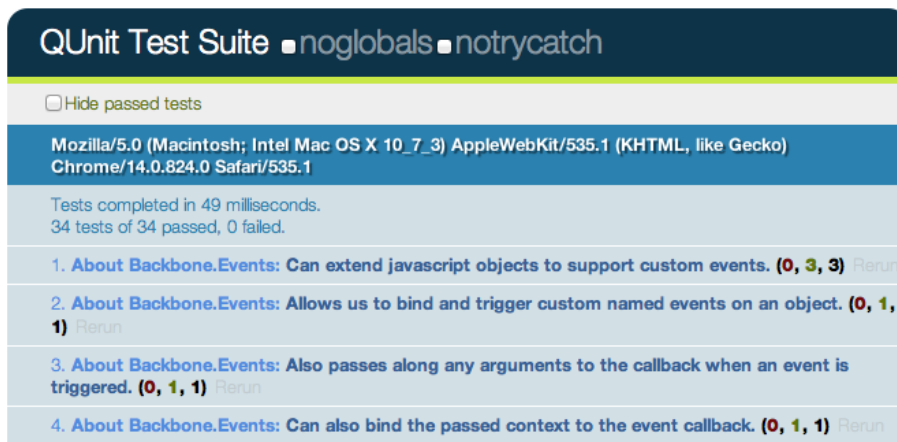 QUnit Test Suite noglobals notrycatch
Hide passed tests
Mozilla/5.0 (Macintosh; Intel Mac OS X 10_7_3) AppleWebKit/535.1 (KHTML, like Gecko)
Chrome/14.0.824.0 Safari/535.1
Tests completed in 49 milliseconds.
34 tests of 34 passed, 0 failed.
1. About Backbone.Events: Can extend javascript objects to support custom events. (0, 3, 3) Rerun
2. About Backbone.Events: Allows us to bind and trigger custom named events on an object. (0, 1,
1) Rerun
3. About Backbone.Events: Also passes along any arguments to the callback when an event is
triggered. (0, 1, 1) Rerun
4. About Backbone.Events: Can also bind the passed context to the event callback. (0, 1, 1) Rerun